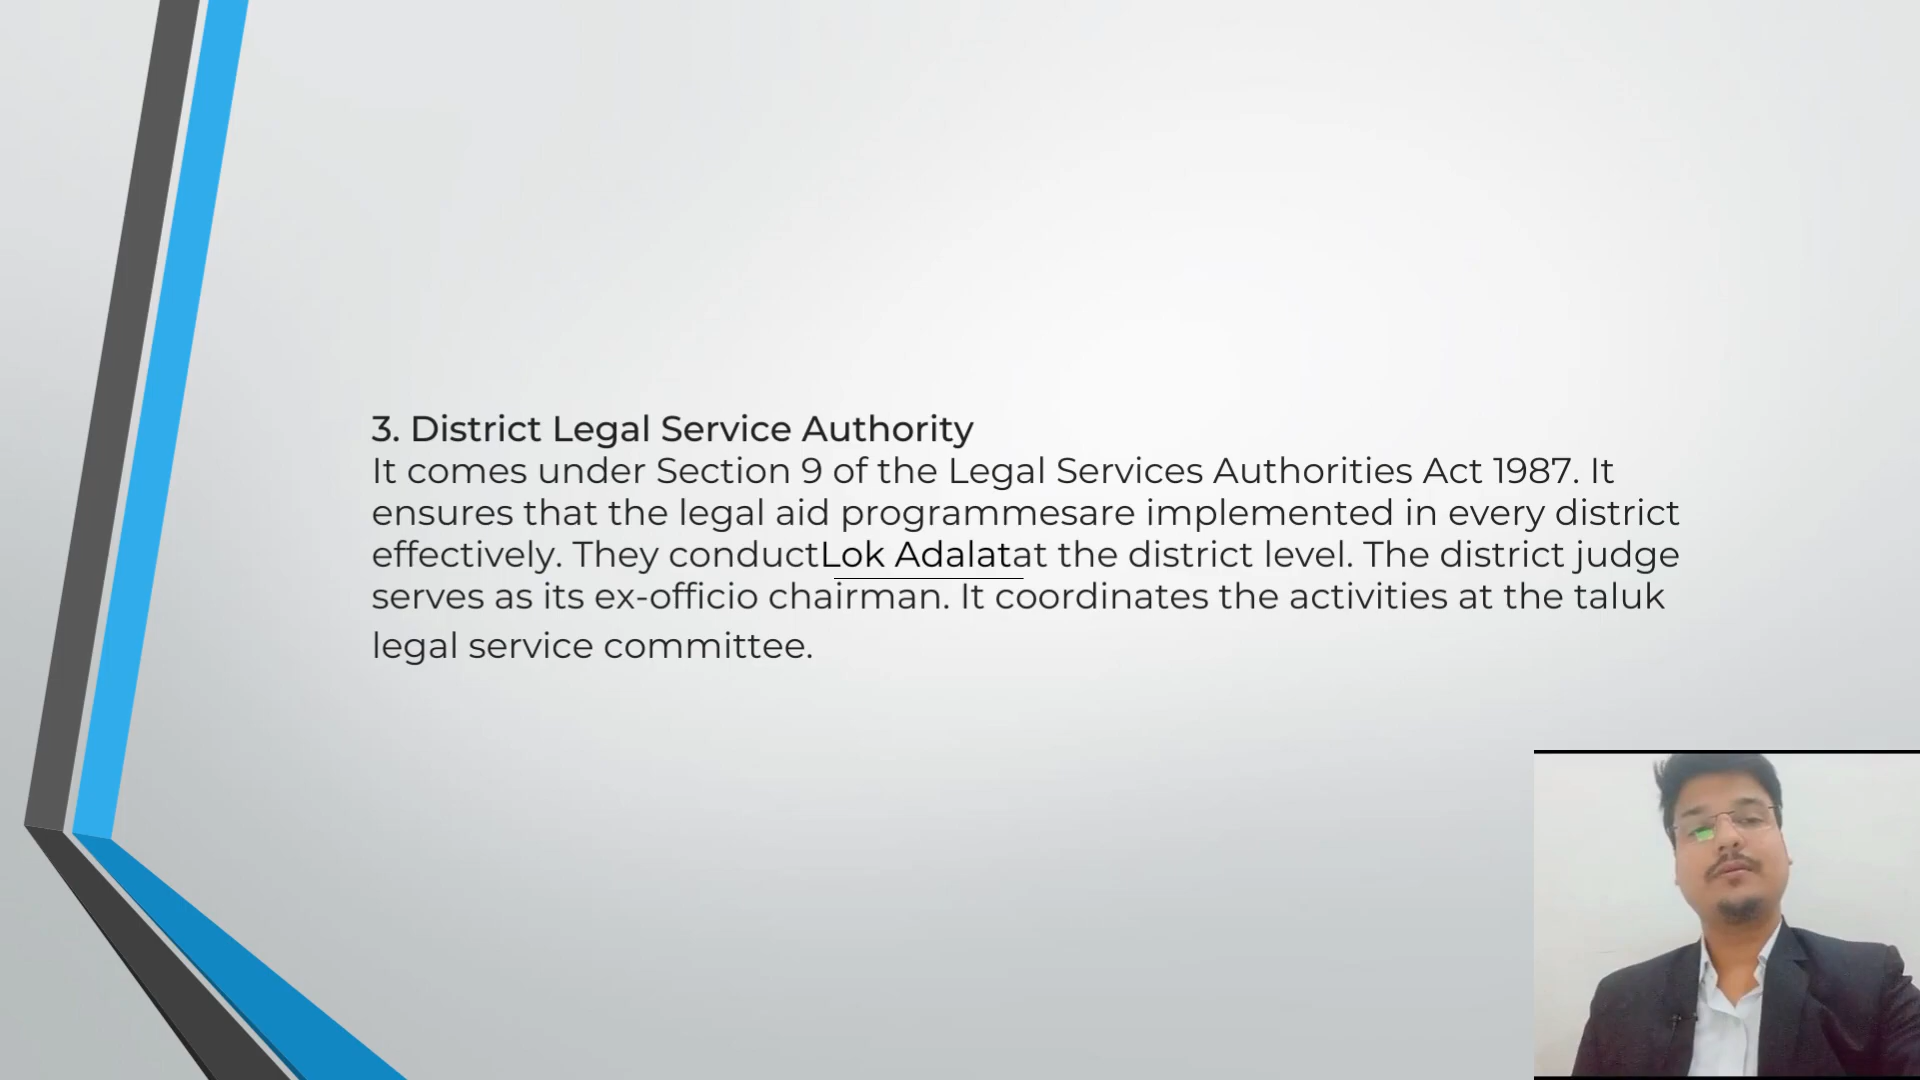 3. District Legal Service Authority
It comes under Section 9 of the Legal Services Authorities Act 1987. It
ensures that the legal aid programmesare implemented in every district
effectively. They conductLok Adalatat the district level. The district judge
serves as its ex-officio chairman. It coordinates the activities at the taluk
legal service committee.